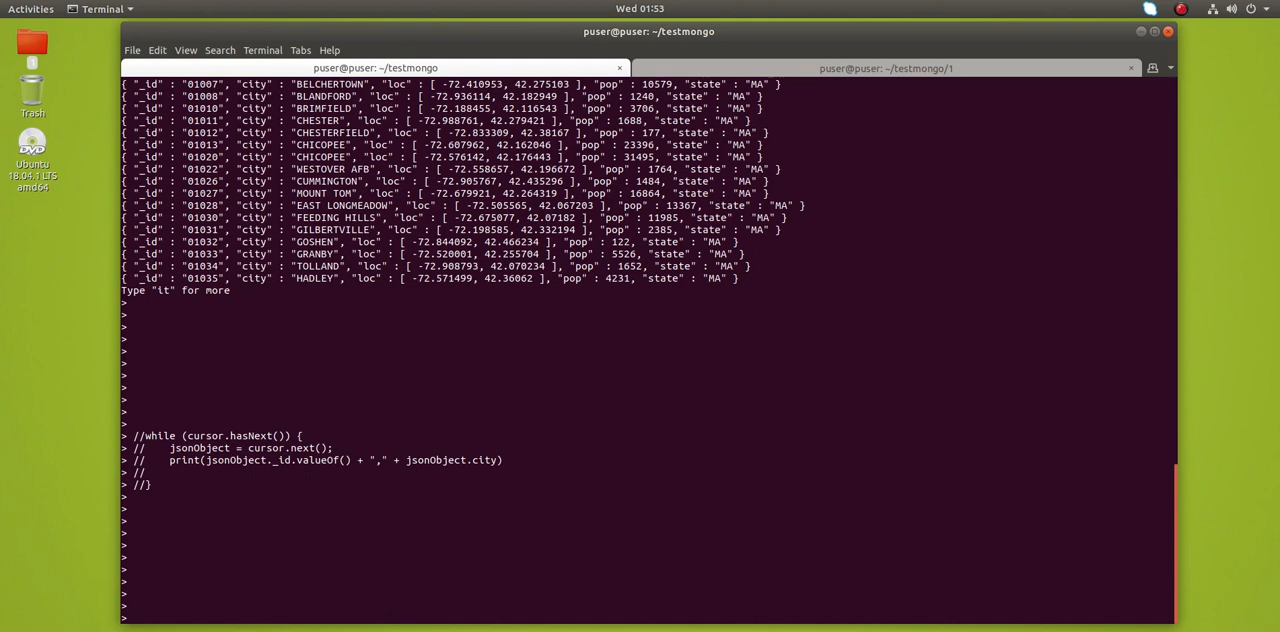 Activities
Terminal
Wed 01:53
puser@puser: ~/testmongo
File Edit View Search Terminal Tabs Help
puser@puser: ~/testmongo ×
puser@puser: ~/testmongo/1 ×
1
Trash
Ubuntu
18.04.1 LTS
amd64
{ "_id" : "01007", "city" : "BELCHERTOWN", "loc" : [ -72.410953, 42.275103 ], "pop" : 10579, "state" : "MA" }
{ "_id" : "01008", "city" : "BLANDFORD", "loc" : [ -72.936114, 42.182949 ], "pop" : 1240, "state" : "MA" }
{ "_id" : "01010", "city" : "BRIMFIELD", "loc" : [ -72.188455, 42.116543 ], "pop" : 3706, "state" : "MA" }
{ "_id" : "01011", "city" : "CHESTER", "loc" : [ -72.988761, 42.279421 ], "pop" : 1688, "state" : "MA" }
{ "_id" : "01012", "city" : "CHESTERFIELD", "loc" : [ -72.833309, 42.38167 ], "pop" : 177, "state" : "MA" }
{ "_id" : "01013", "city" : "CHICOPEE", "loc" : [ -72.607962, 42.162046 ], "pop" : 23396, "state" : "MA" }
{ "_id" : "01020", "city" : "CHICOPEE", "loc" : [ -72.576142, 42.176443 ], "pop" : 31495, "state" : "MA" }
{ "_id" : "01022", "city" : "WESTOVER AFB", "loc" : [ -72.558657, 42.196672 ], "pop" : 1764, "state" : "MA" }
{ "_id" : "01026", "city" : "CUMMINGTON", "loc" : [ -72.905767, 42.435296 ], "pop" : 1484, "state" : "MA" }
{ "_id" : "01027", "city" : "MOUNT TOM", "loc" : [ -72.679921, 42.264319 ], "pop" : 16864, "state" : "MA" }
{ "_id" : "01028", "city" : "EAST LONGMEADOW", "loc" : [ -72.505565, 42.067203 ], "pop" : 13367, "state" : "MA" }
{ "_id" : "01030", "city" : "FEEDING HILLS", "loc" : [ -72.675077, 42.07182 ], "pop" : 11985, "state" : "MA" }
{ "_id" : "01031", "city" : "GILBERTVILLE", "loc" : [ -72.198585, 42.332194 ], "pop" : 2385, "state" : "MA" }
{ "_id" : "01032", "city" : "GOSHEN", "loc" : [ -72.844092, 42.466234 ], "pop" : 122, "state" : "MA" }
{ "_id" : "01033", "city" : "GRANBY", "loc" : [ -72.520001, 42.255704 ], "pop" : 5526, "state" : "MA" }
{ "_id" : "01034", "city" : "TOLLAND", "loc" : [ -72.908793, 42.070234 ], "pop" : 1652, "state" : "MA" }
{ "_id" : "01035", "city" : "HADLEY", "loc" : [ -72.571499, 42.36062 ], "pop" : 4231, "state" : "MA" }
Type "it" for more
>
>
>
>
>
>
>
>
>
>
>
> //while (cursor.hasNext()) {
> //    jsonObject = cursor.next();
> //    print(jsonObject._id.valueOf() + "," + jsonObject.city)
> //
> //}
>
>
>
>
>
>
>
>
>
>
>